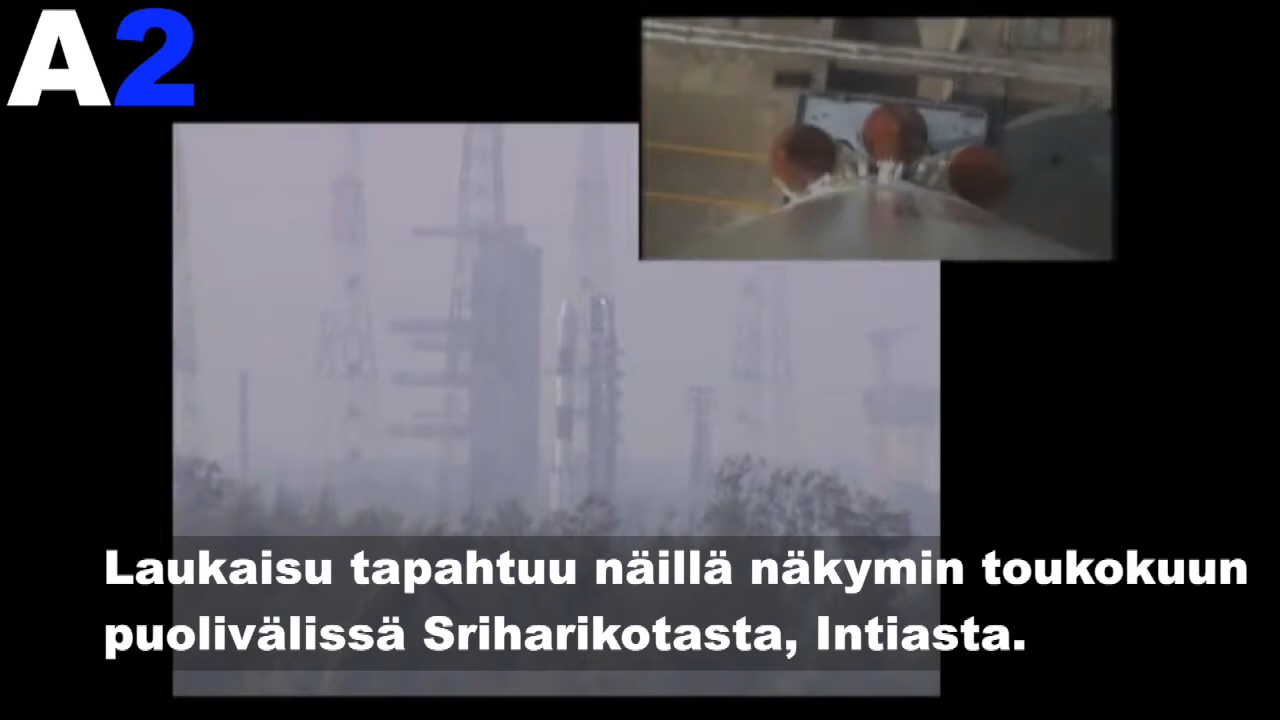 A2
Laukaisu tapahtuu näillä näkymin toukokuun
puolivälissä Sriharikotasta, Intiasta.